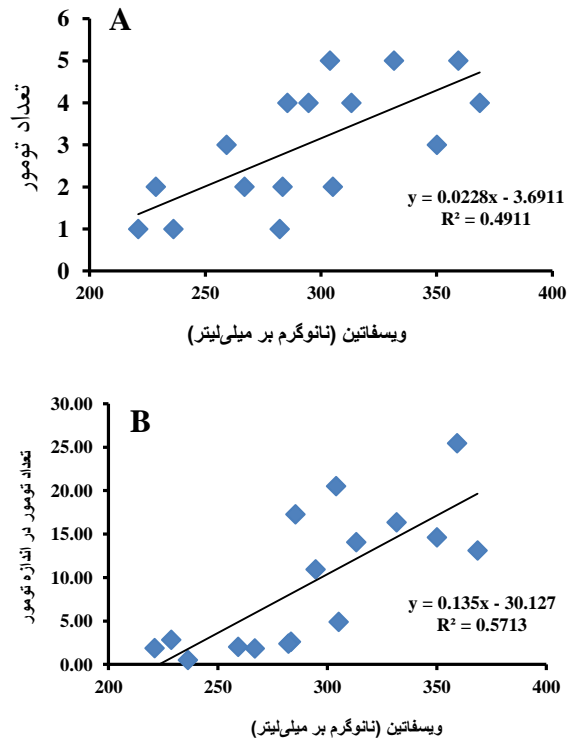 A
6
5
4
3
2
1
0
تعداد تومور
y = 0.0228x - 3.6911
R² = 0.4911
200 250 300 350 400
ویسفاتین (نانوگرم بر میلی‌لیتر)
B
30.00
25.00
20.00
15.00
10.00
5.00
0.00
تعداد تومور در اندازه تومور
y = 0.135x - 30.127
R² = 0.5713
200 250 300 350 400
ویسفاتین (نانوگرم بر میلی‌لیتر)